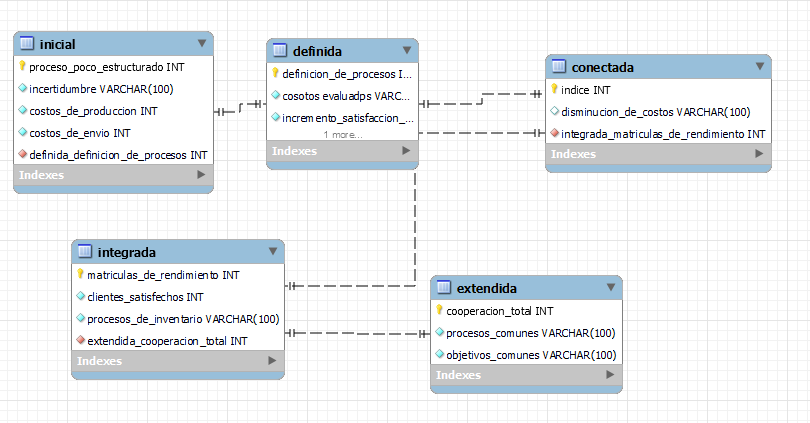 inicial
proceso_poco_estructurado INT
incertidumbre VARCHAR(100)
costos_de_produccion INT
costos_de_envio INT
definida_definicion_de_procesos INT
Indexes
definida
definicion_de_procesos I...
cosotos evaluadps VARC...
incremento_satisfaccion_...
1 more...
Indexes
conectada
indice INT
disminucion_de_costos VARCHAR(100)
integrada_matriculas_de_rendimiento INT
Indexes
integrada
matriculas_de_rendimiento INT
clientes_satisfechos INT
procesos_de_inventario VARCHAR(100)
extendida_cooperacion_total INT
Indexes
extendida
cooperacion_total INT
procesos_comunes VARCHAR(100)
objetivos_comunes VARCHAR(100)
Indexes